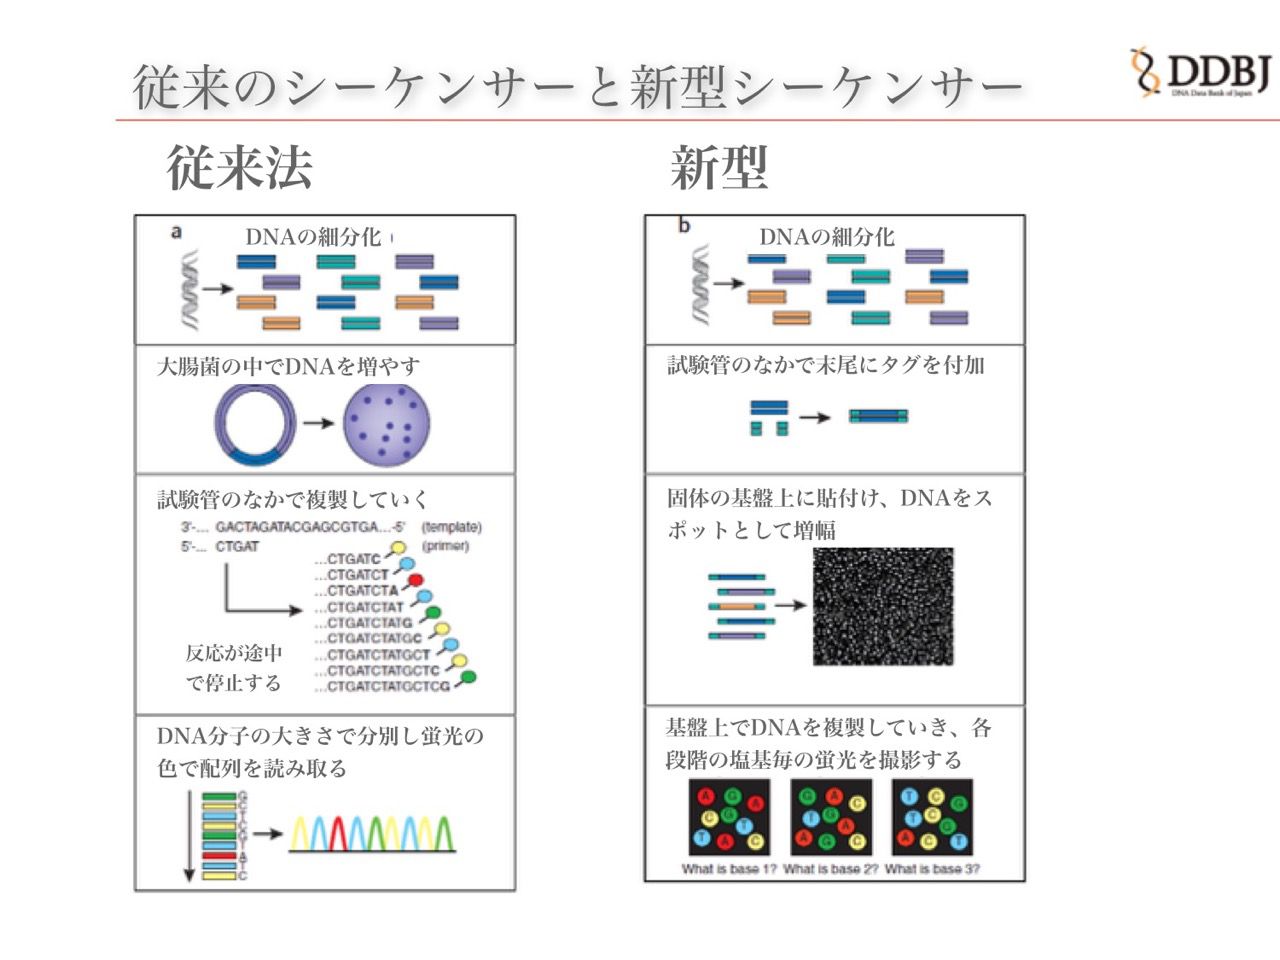 従来のシーケンサーと新型シーケンサー
DDBJ
DNA Data Bank of Japan
従来法
a
DNAの細分化
大腸菌の中でDNAを増やす
試験管のなかで複製していく
3'-... GACTAGATACGAGCGTGA...-5' (template)
5'-... CTGAT (primer)
...CTGATC
...CTGATCT
...CTGATCTA
...CTGATCTAT
...CTGATCTATG
...CTGATCTATGC
...CTGATCTATGCT
...CTGATCTATGCTC
...CTGATCTATGCTCG
反応が途中
で停止する
DNA分子の大きさで分別し蛍光の
色で配列を読み取る
G
C
T
C
G
T
A
T
C
新型
b
DNAの細分化
試験管のなかで末尾にタグを付加
固体の基盤上に貼付け、DNAをス
ポットとして増幅
基盤上でDNAを複製していき、各
段階の塩基毎の蛍光を撮影する
A G A
C G T
T A C
What is base 1?
G A C
T G A
A G C
What is base 2?
T C G
T C G
A C T
What is base 3?